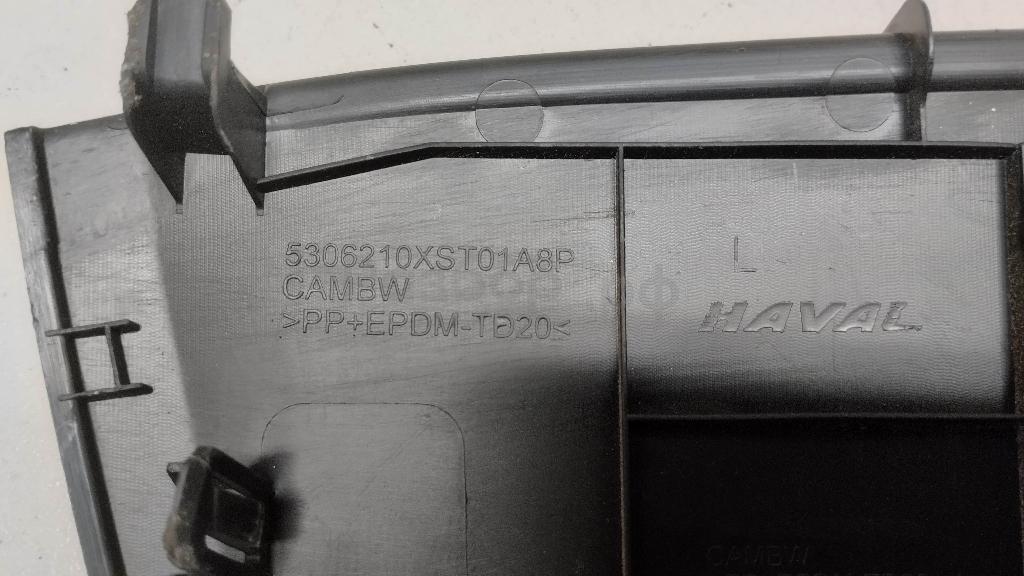 5306210XST01A8P
CAMBW
>PP+EPDM-TD20<
L
HAVAL
CAMBW